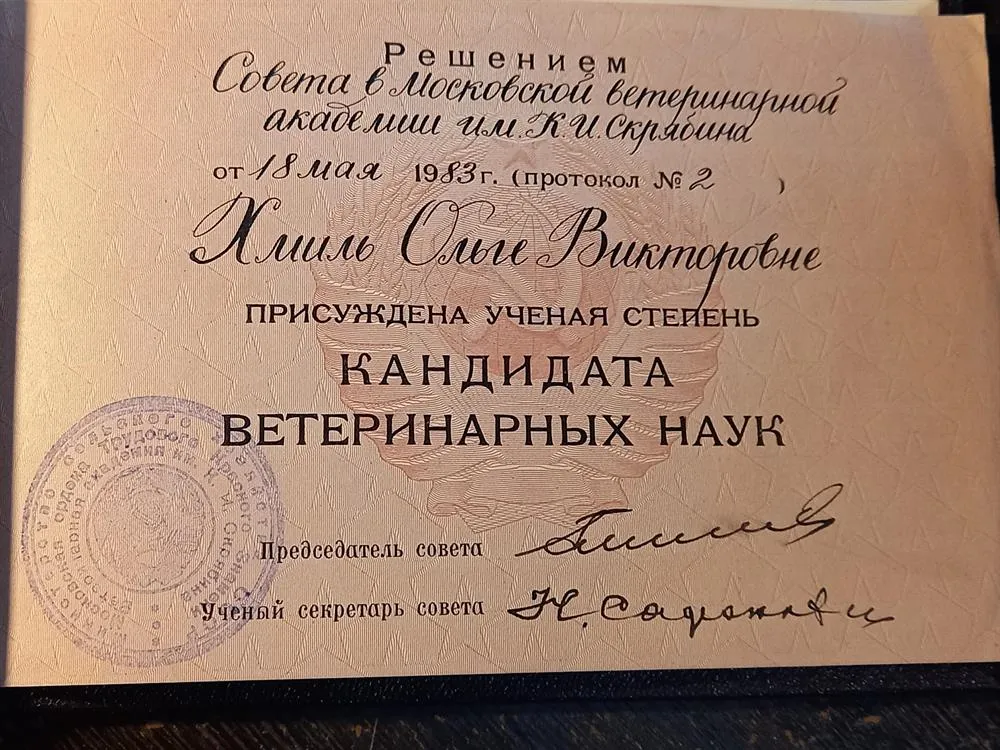 Решением
Совета в Московской ветеринарной
академии им. К.И. Скрябина
от 18 мая 1983 г. (протокол № 2 )
Хмиль Ольге Викторовне
ПРИСУЖДЕНА УЧЕНАЯ СТЕПЕНЬ
КАНДИДАТА
ВЕТЕРИНАРНЫХ НАУК
Председатель совета
Ученый секретарь совета